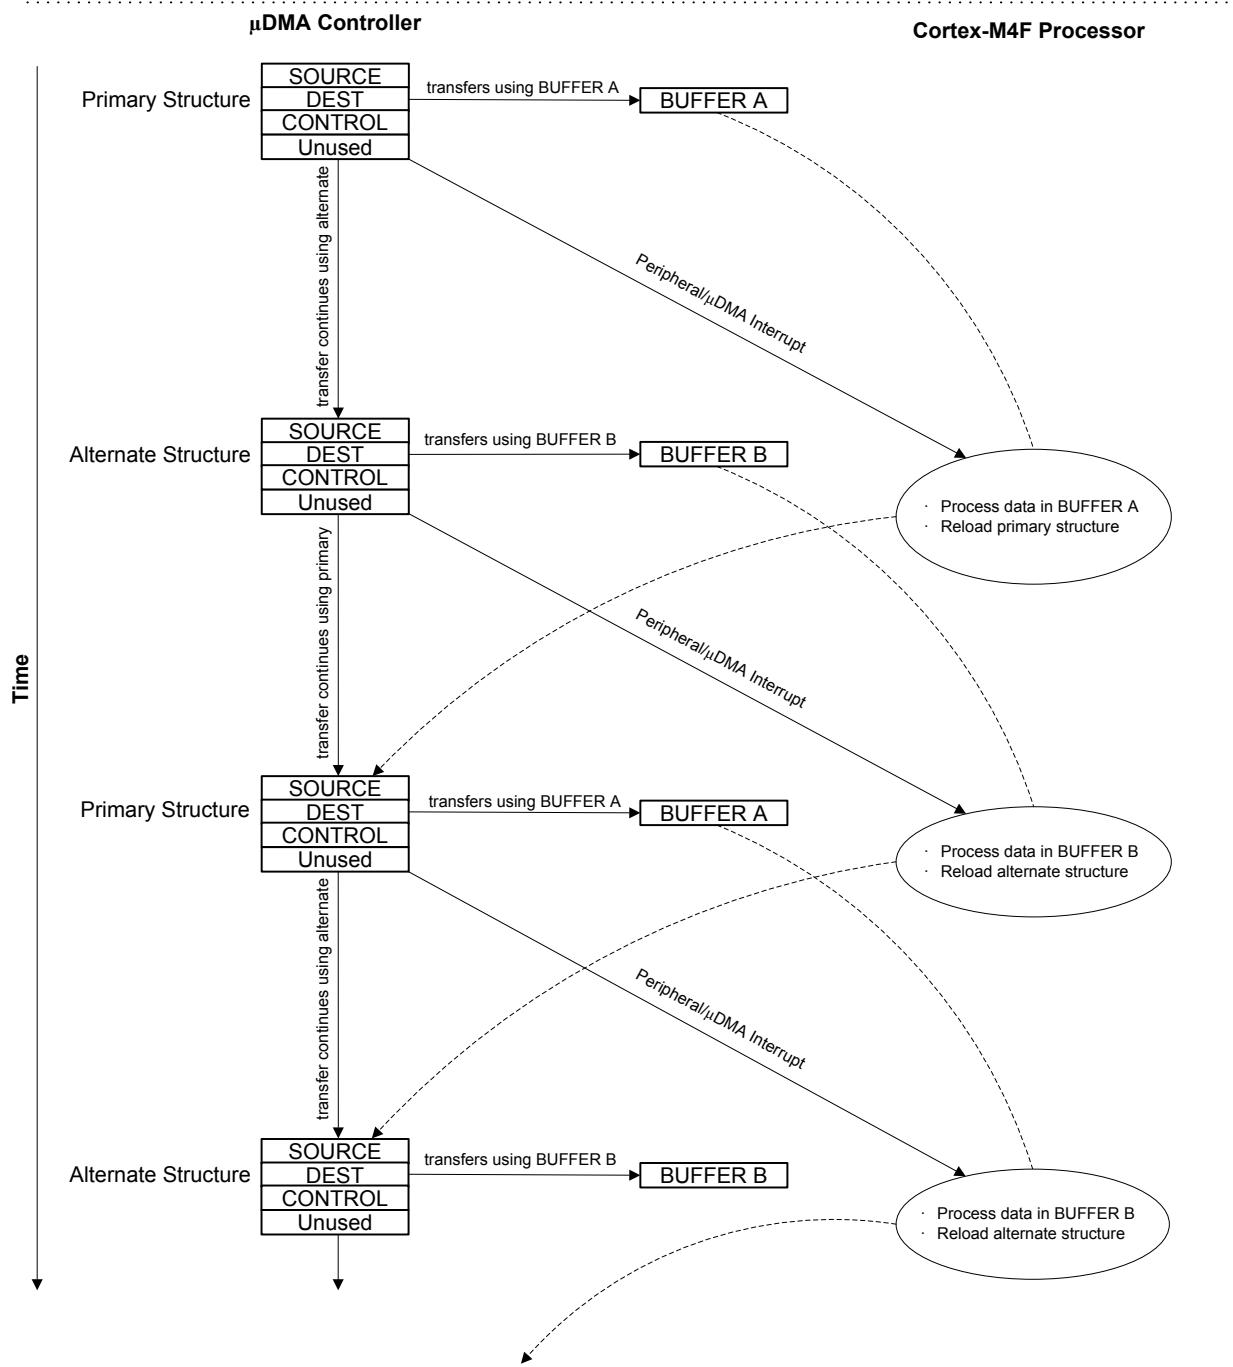 µDMA Controller
Cortex-M4F Processor
Primary Structure
SOURCE
DEST
CONTROL
Unused
transfers using BUFFER A
BUFFER A
transfer continues using alternate
Peripheral/µDMA Interrupt
Alternate Structure
SOURCE
DEST
CONTROL
Unused
transfers using BUFFER B
BUFFER B
· Process data in BUFFER A
· Reload primary structure
transfer continues using primary
Peripheral/µDMA Interrupt
Time
Primary Structure
SOURCE
DEST
CONTROL
Unused
transfers using BUFFER A
BUFFER A
· Process data in BUFFER B
· Reload alternate structure
transfer continues using alternate
Peripheral/µDMA Interrupt
Alternate Structure
SOURCE
DEST
CONTROL
Unused
transfers using BUFFER B
BUFFER B
· Process data in BUFFER B
· Reload alternate structure